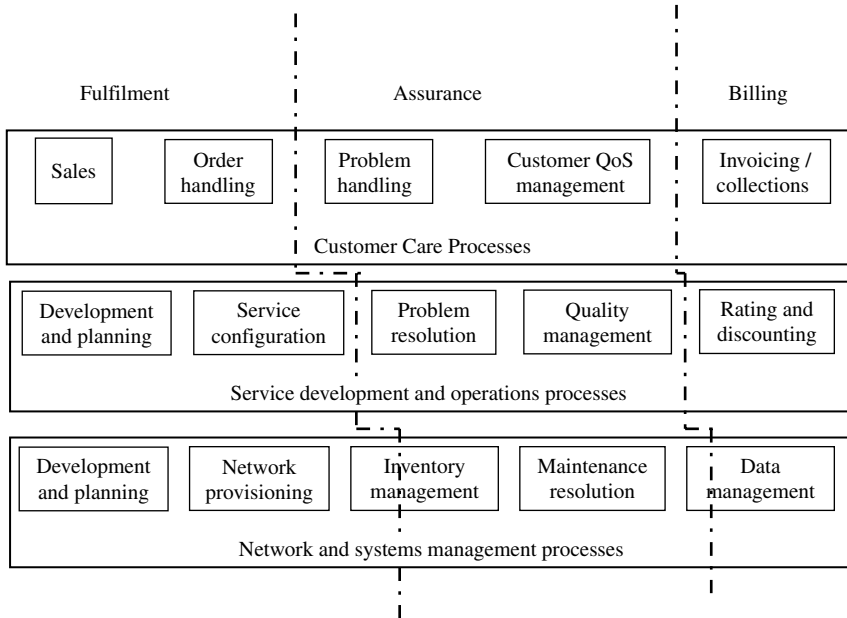 Fulfilment
Assurance
Billing
Sales
Order
handling
Problem
handling
Customer QoS
management
Invoicing /
collections
Customer Care Processes
Development
and planning
Service
configuration
Problem
resolution
Quality
management
Rating and
discounting
Service development and operations processes
Development
and planning
Network
provisioning
Inventory
management
Maintenance
resolution
Data
management
Network and systems management processes